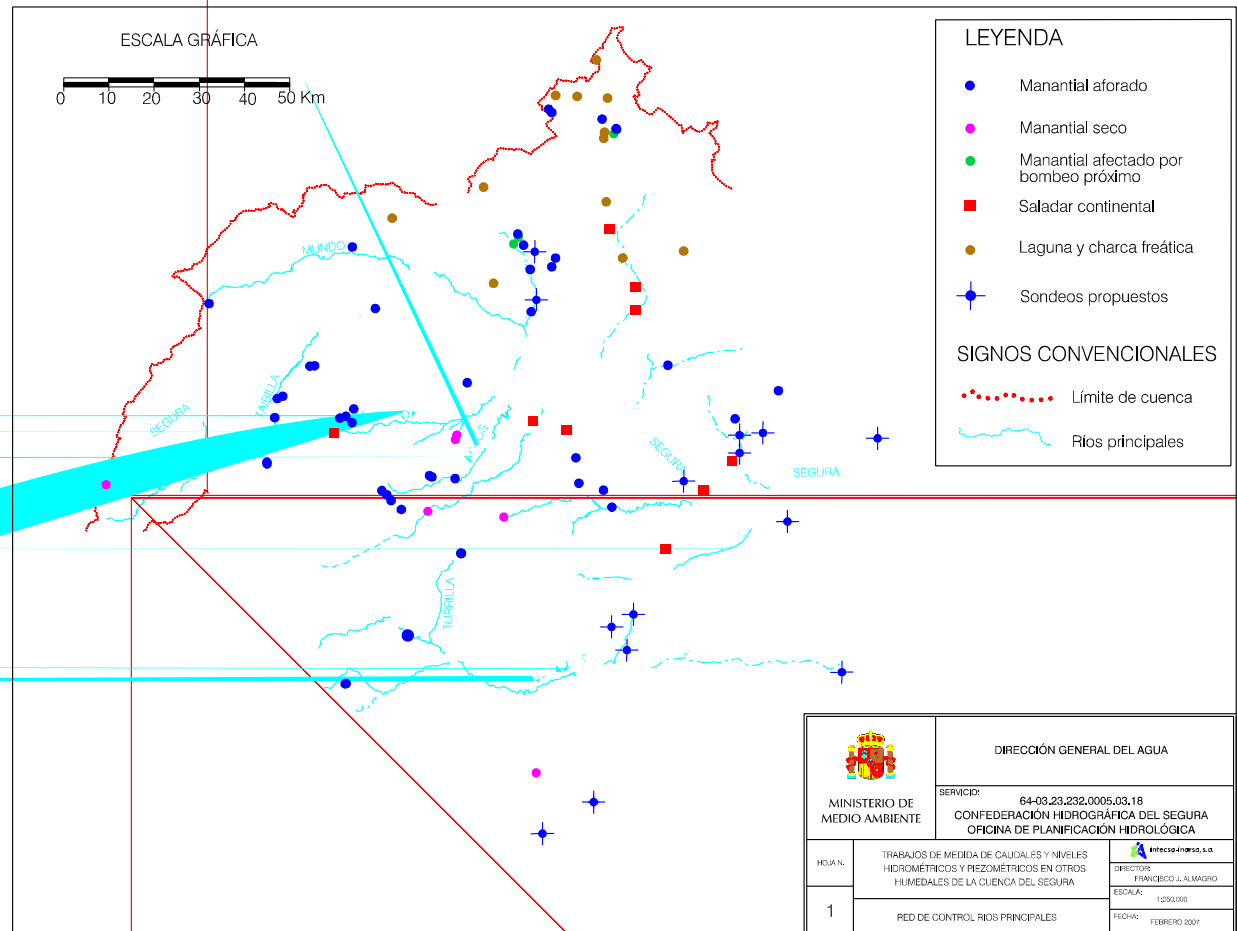 ESCALA GRÁFICA
0 10 20 30 40 50 Km
LEYENDA
Manantial aforado
Manantial seco
Manantial afectado por
bombeo próximo
Saladar continental
Laguna y charca freática
Sondeos propuestos
SIGNOS CONVENCIONALES
Límite de cuenca
Ríos principales
MUNDO
TAIBILLA
SEGURA
SEGURA
SEGURA
TURRILLA
MINISTERIO DE
MEDIO AMBIENTE
DIRECCIÓN GENERAL DEL AGUA
SERVICIO:
64-03.23.232.0005.03.18
CONFEDERACIÓN HIDROGRÁFICA DEL SEGURA
OFICINA DE PLANIFICACIÓN HIDROLÓGICA
HOJA N.
1
TRABAJOS DE MEDIDA DE CAUDALES Y NIVELES
HIDROMÉTRICOS Y PIEZOMÉTRICOS EN OTROS
HUMEDALES DE LA CUENCA DEL SEGURA
RED DE CONTROL RIOS PRINCIPALES
intecsa-inarsa, s.a.
DIRECTOR:
FRANCISCO J. ALMAGRO
ESCALA:
1:250.000
FECHA:
FEBRERO 2007